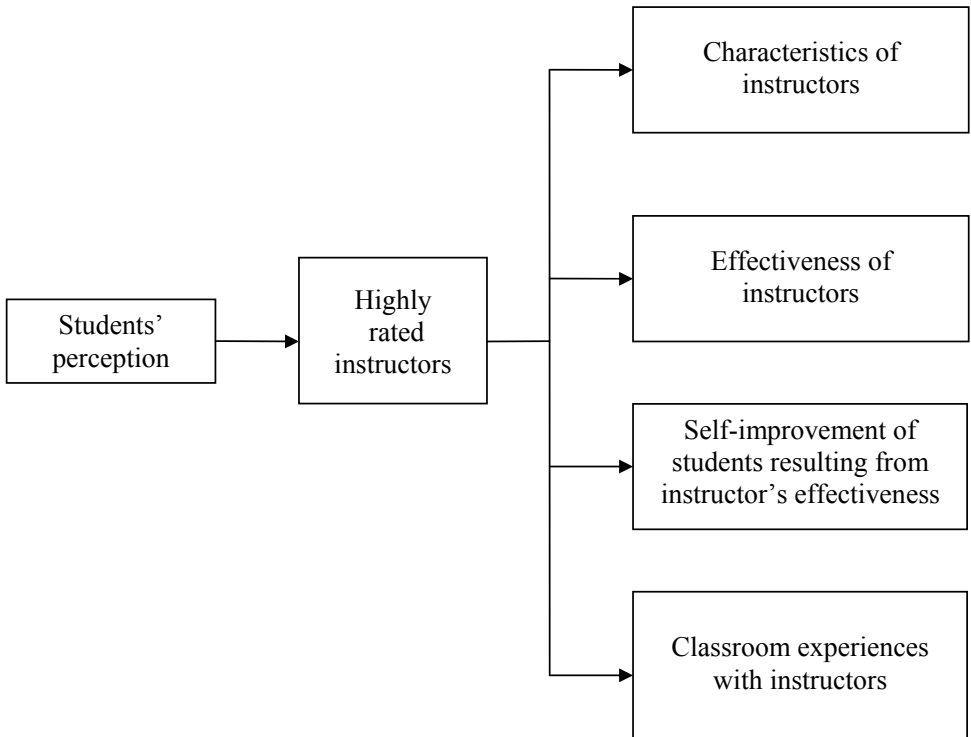 Students’
perception
Highly
rated
instructors
Characteristics of
instructors
Effectiveness of
instructors
Self-improvement of
students resulting from
instructor’s effectiveness
Classroom experiences
with instructors